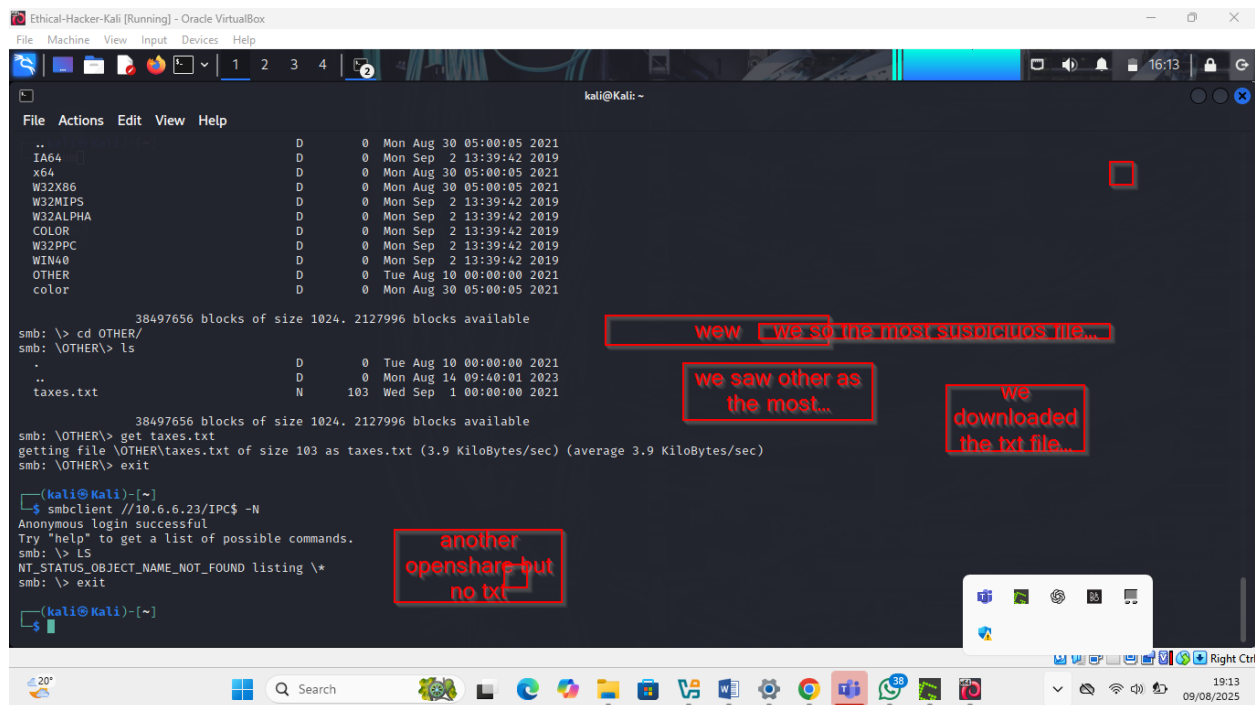 Ethical-Hacker-Kali [Running] - Oracle VirtualBox
File Machine View Input Devices Help
1 2 3 4 2 16:13
kali@Kali: ~
File Actions Edit View Help
.. D 0 Mon Aug 30 05:00:05 2021
IA64 D 0 Mon Sep 2 13:39:42 2019
x64 D 0 Mon Aug 30 05:00:05 2021
W32X86 D 0 Mon Aug 30 05:00:05 2021
W32MIPS D 0 Mon Sep 2 13:39:42 2019
W32ALPHA D 0 Mon Sep 2 13:39:42 2019
COLOR D 0 Mon Sep 2 13:39:42 2019
W32PPC D 0 Mon Sep 2 13:39:42 2019
WIN40 D 0 Mon Sep 2 13:39:42 2019
OTHER D 0 Tue Aug 10 00:00:00 2021
color D 0 Mon Aug 30 05:00:05 2021
38497656 blocks of size 1024. 2127996 blocks available
smb: \> cd OTHER/
smb: \OTHER\> ls
. D 0 Tue Aug 10 00:00:00 2021
.. D 0 Mon Aug 14 09:40:01 2023
taxes.txt N 103 Wed Sep 1 00:00:00 2021
38497656 blocks of size 1024. 2127996 blocks available
smb: \OTHER\> get taxes.txt
getting file \OTHER\taxes.txt of size 103 as taxes.txt (3.9 KiloBytes/sec) (average 3.9 KiloBytes/sec)
smb: \OTHER\> exit
(kali㉿Kali)-[~]
$ smbclient //10.6.6.23/IPC$ -N
Anonymous login successful
Try "help" to get a list of possible commands.
smb: \> LS
NT_STATUS_OBJECT_NAME_NOT_FOUND listing \*
smb: \> exit
(kali㉿Kali)-[~]
$
wew
we so the most susbiciuos file...
we saw other as
the most...
we
downloaded
the txt file...
another
openshare but
no txt
Right Ctrl
20°
Search
38
19:13
09/08/2025